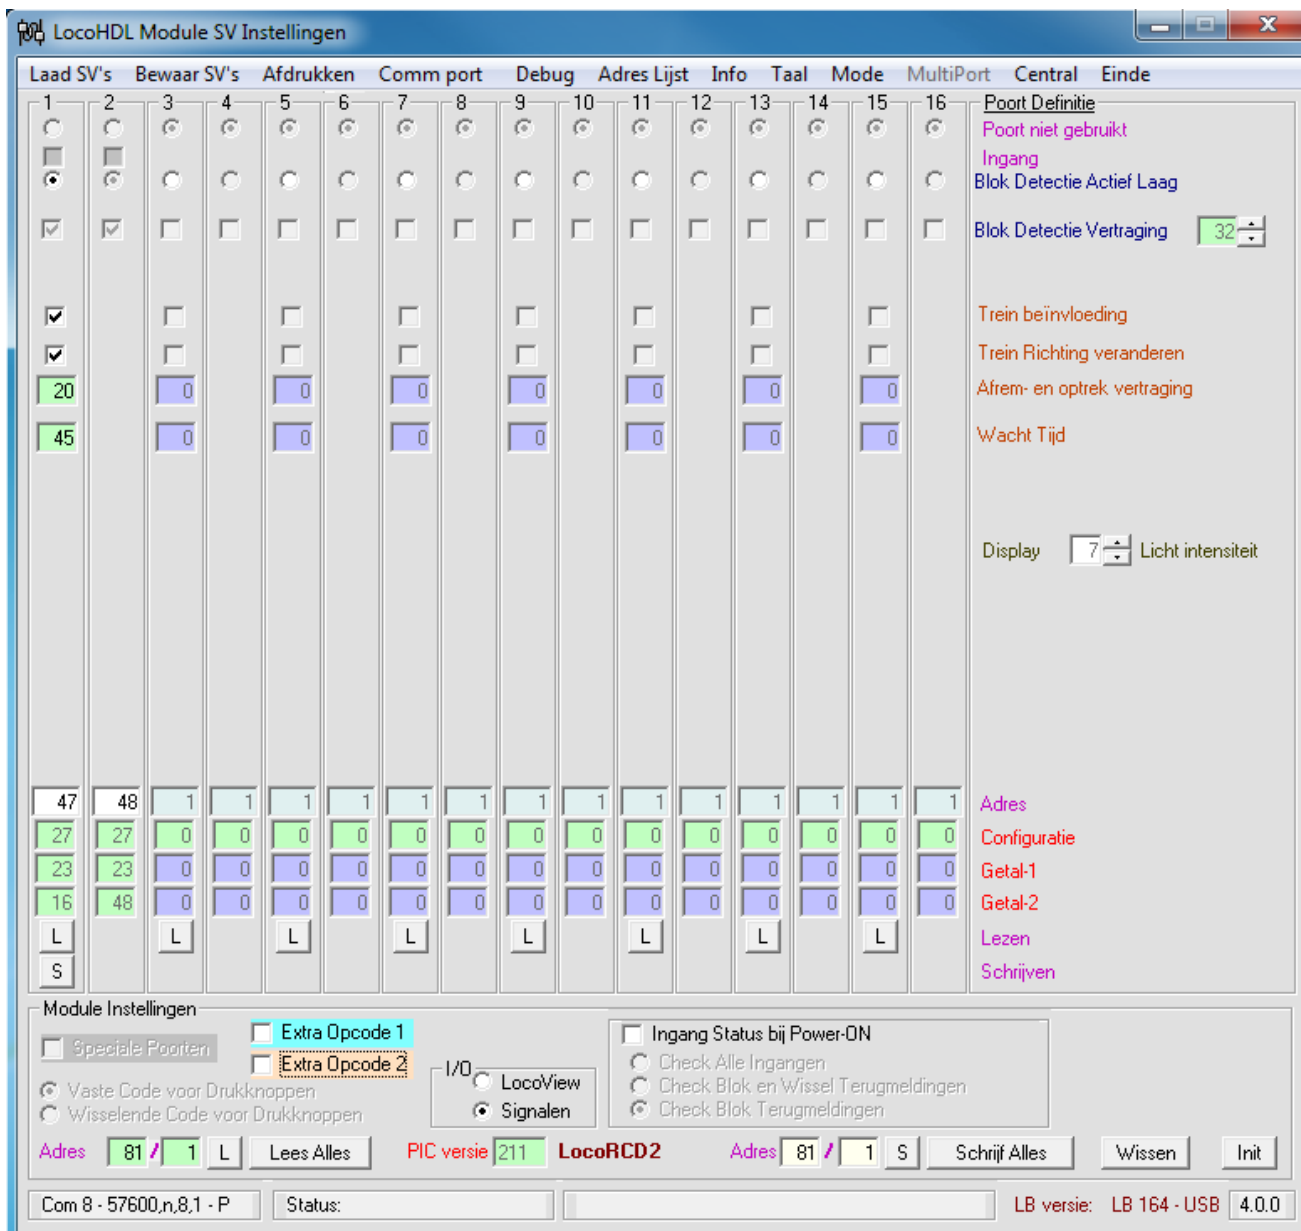 LocoHDL Module SV Instellingen
Laad SV's Bewaar SV's Afdrukken Comm port Debug Adres Lijst Info Taal Mode MultiPort Central Einde
1 2 3 4 5 6 7 8 9 10 11 12 13 14 15 16 Poort Definitie
Poort niet gebruikt
Ingang
Blok Detectie Actief Laag
Blok Detectie Vertraging 32
Trein beïnvloeding
Trein Richting veranderen
20 0 0 0 0 0 0 0 Afrem- en optrek vertraging
45 0 0 0 0 0 0 0 Wacht Tijd
Display 7 Licht intensiteit
47 48 1 1 1 1 1 1 1 1 1 1 1 1 1 1 Adres
27 27 0 0 0 0 0 0 0 0 0 0 0 0 0 0 Configuratie
23 23 0 0 0 0 0 0 0 0 0 0 0 0 0 0 Getal-1
16 48 0 0 0 0 0 0 0 0 0 0 0 0 0 0 Getal-2
L L L L L L L L Lezen
S Schrijven
Module Instellingen
Speciale Poorten Extra Opcode 1 Ingang Status bij Power-ON
Extra Opcode 2 I/O Check Alle Ingangen
Vaste Code voor Drukknoppen LocoView Check Blok en Wissel Terugmeldingen
Wisselende Code voor Drukknoppen Signalen Check Blok Terugmeldingen
Adres 81 / 1 L Lees Alles PIC versie 211 LocoRCD2 Adres 81 / 1 S Schrijf Alles Wissen Init
Com 8 - 57600,n,8,1 - P Status: LB versie: LB 164 - USB 4.0.0